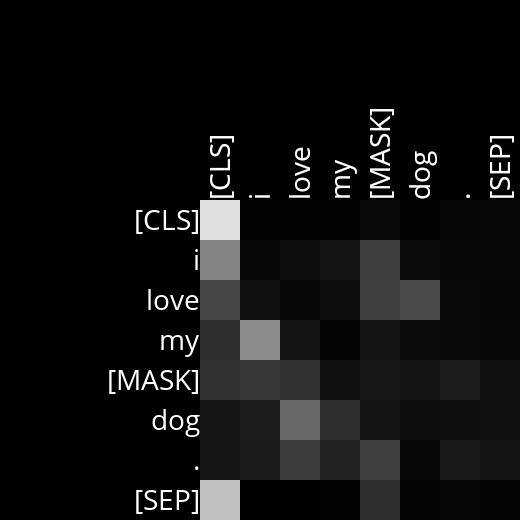 [CLS]
i
love
my
[MASK]
dog
.
[SEP]
[CLS]
i
love
my
[MASK]
dog
.
[SEP]